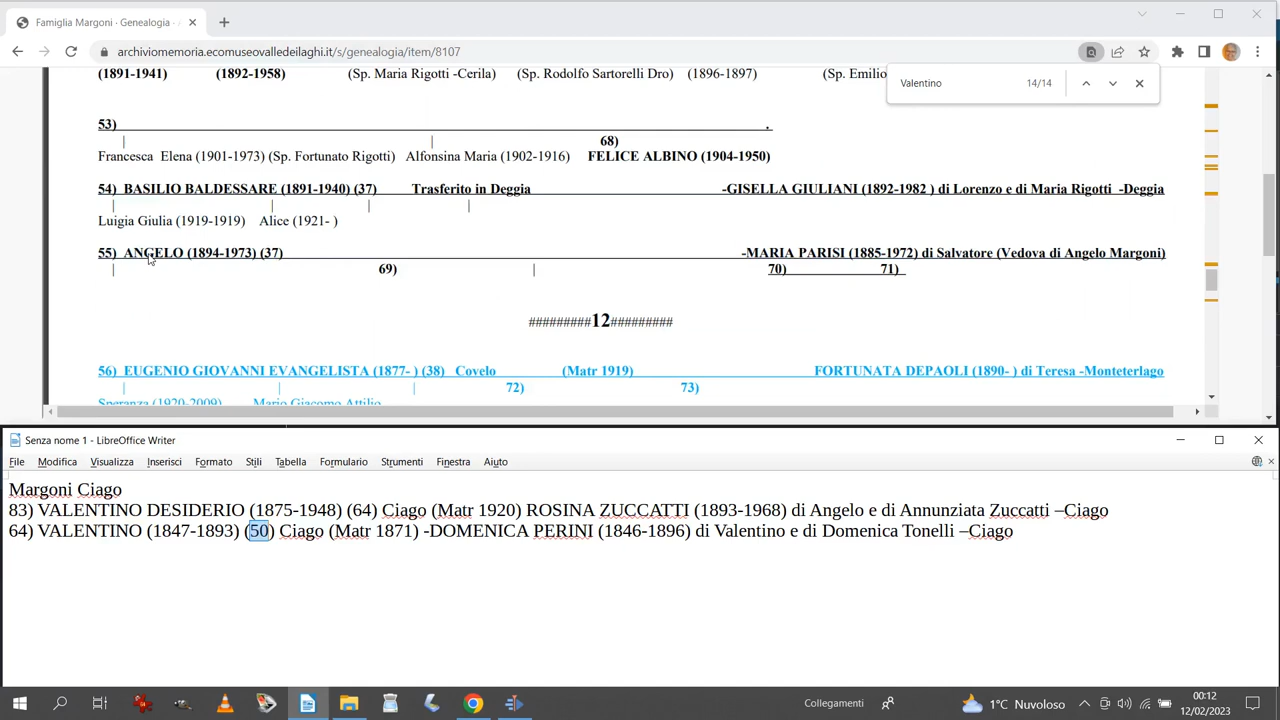 Famiglia Margoni · Genealogia ·
archiviomemoria.ecomuseovalledeilaghi.it/s/genealogia/item/8107
Valentino 14/14
(1891-1941) (1892-1958) (Sp. Maria Rigotti -Cerila) (Sp. Rodolfo Sartorelli Dro) (1896-1897) (Sp. Emilio
53) .
| | 68)
Francesca Elena (1901-1973) (Sp. Fortunato Rigotti) Alfonsina Maria (1902-1916) FELICE ALBINO (1904-1950)
54) BASILIO BALDESSARE (1891-1940) (37) Trasferito in Deggia -GISELLA GIULIANI (1892-1982 ) di Lorenzo e di Maria Rigotti -Deggia
| | | |
Luigia Giulia (1919-1919) Alice (1921- )
55) ANGELO (1894-1973) (37) -MARIA PARISI (1885-1972) di Salvatore (Vedova di Angelo Margoni)
| 69) | 70) 71)
#########12#########
56) EUGENIO GIOVANNI EVANGELISTA (1877- ) (38) Covelo (Matr 1919) FORTUNATA DEPAOLI (1890- ) di Teresa -Monteterlago
| | | 72) 73)
Speranza (1920-2009) Mario Giacomo Attilio
Senza nome 1 - LibreOffice Writer
File Modifica Visualizza Inserisci Formato Stili Tabella Formulario Strumenti Finestra Aiuto
Margoni Ciago
83) VALENTINO DESIDERIO (1875-1948) (64) Ciago (Matr 1920) ROSINA ZUCCATTI (1893-1968) di Angelo e di Annunziata Zuccatti –Ciago
64) VALENTINO (1847-1893) (50) Ciago (Matr 1871) -DOMENICA PERINI (1846-1896) di Valentino e di Domenica Tonelli –Ciago
Collegamenti 1°C Nuvoloso 00:12
12/02/2023